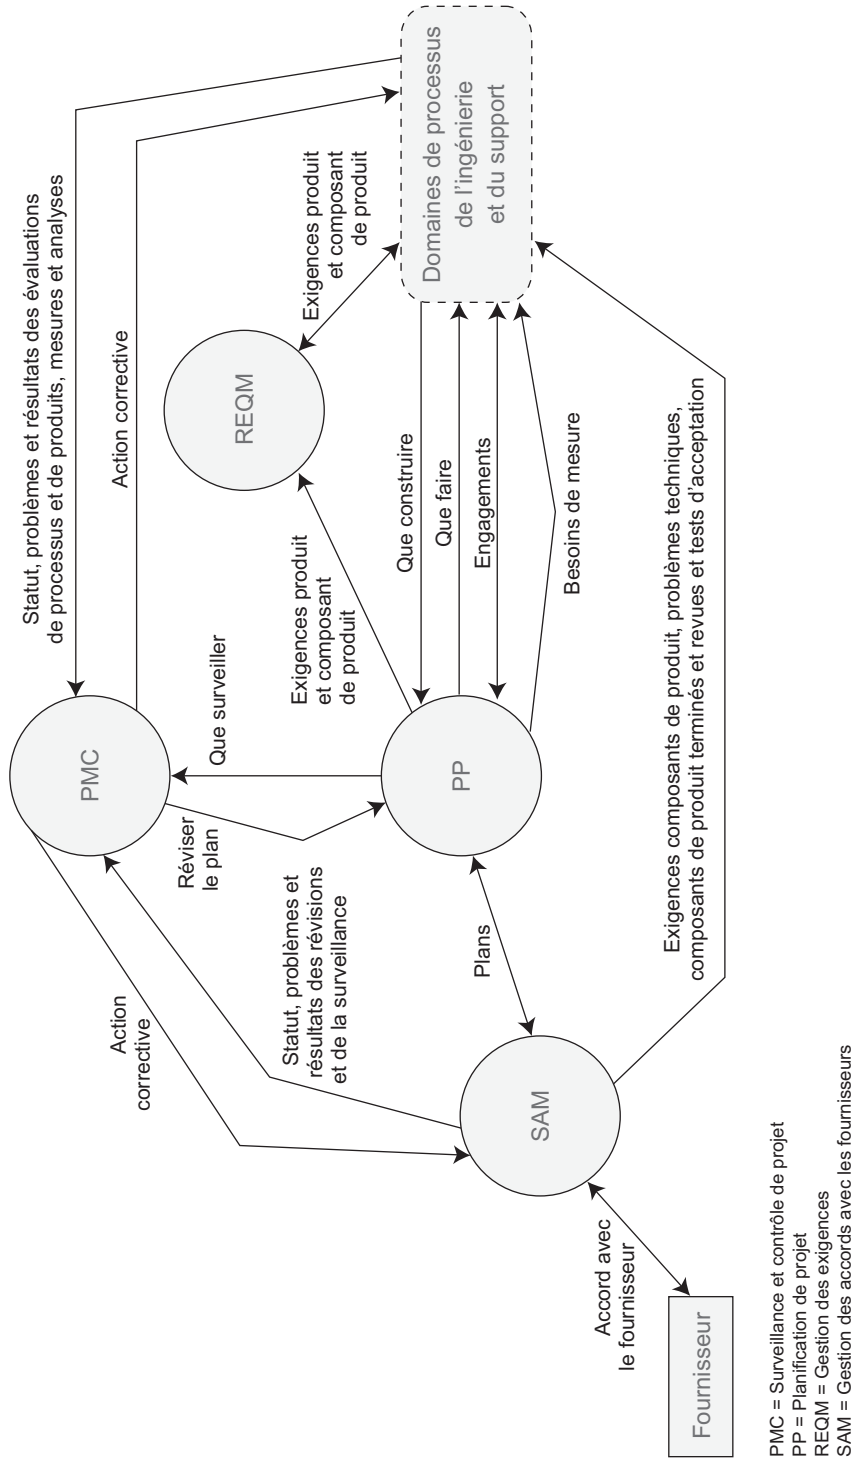 Statut, problèmes et résultats des évaluations
de processus et de produits, mesures et analyses
Action corrective
PMC
Action
corrective
Que surveiller
Réviser
le plan
REQM
Exigences produit
et composant
de produit
Exigences produit
et composant
de produit
Statut, problèmes et
résultats des révisions
et de la surveillance
Domaines de processus
de l’ingénierie
et du support
Que construire
Que faire
Engagements
Besoins de mesure
PP
Plans
SAM
Exigences composants de produit, problèmes techniques,
composants de produit terminés et revues et tests d’acceptation
Accord avec
le fournisseur
Fournisseur
PMC = Surveillance et contrôle de projet
PP = Planification de projet
REQM = Gestion des exigences
SAM = Gestion des accords avec les fournisseurs